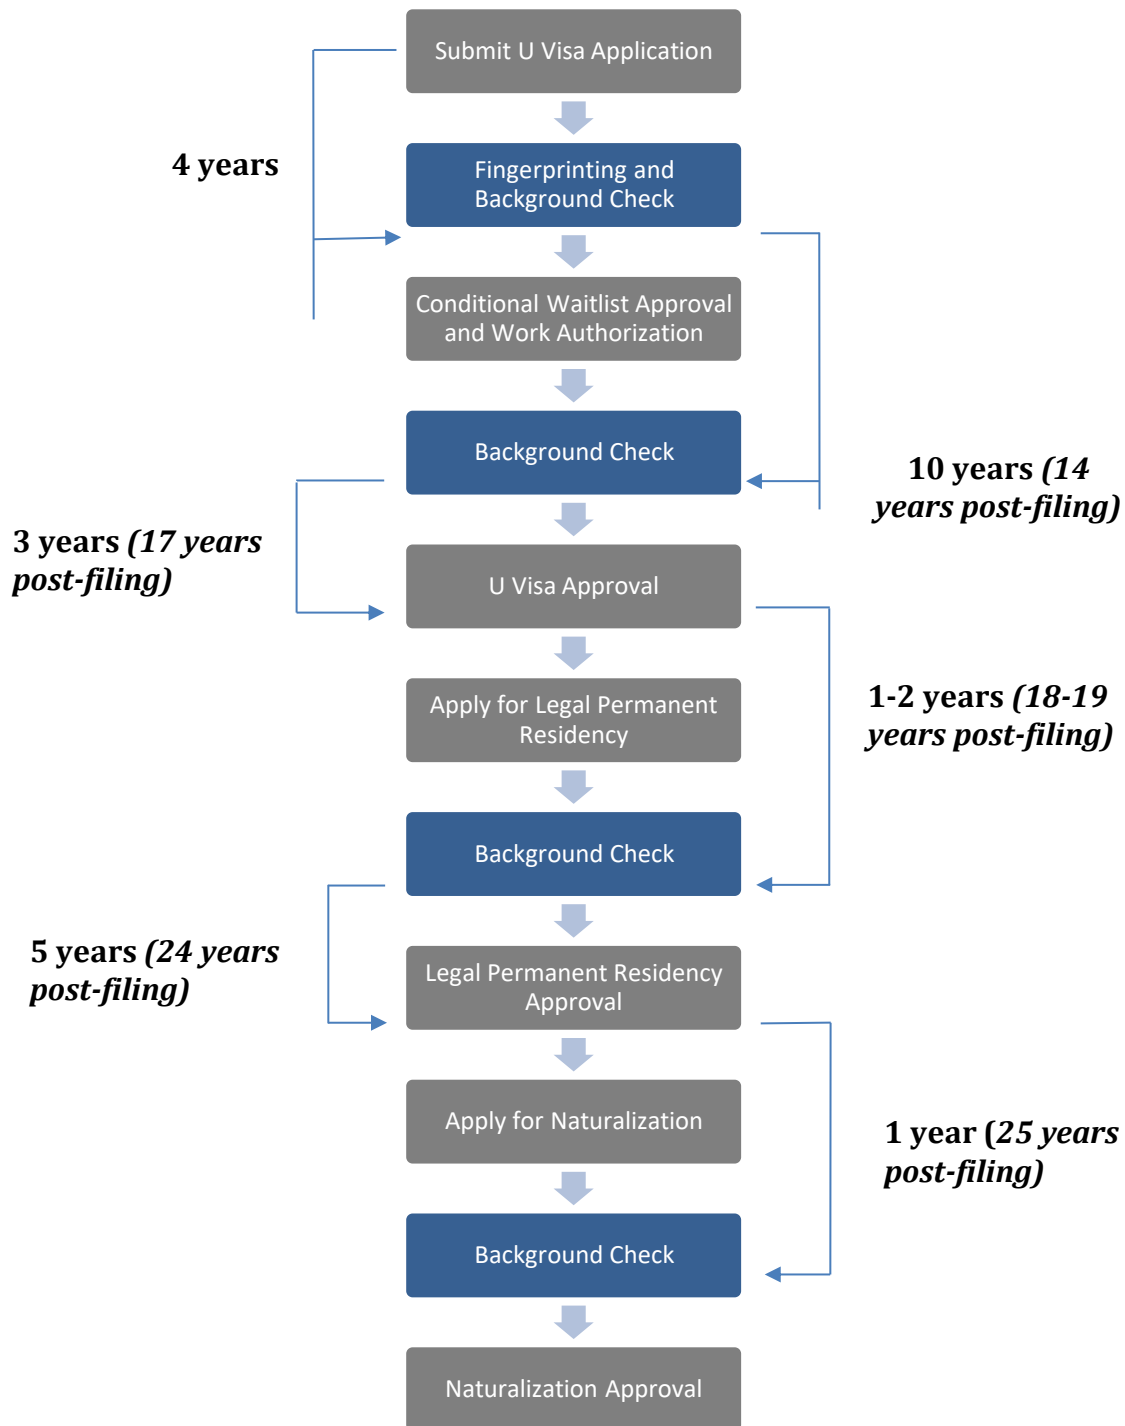 Submit U Visa Application
4 years
Fingerprinting and
Background Check
Conditional Waitlist Approval
and Work Authorization
Background Check
10 years (14
years post-filing)
3 years (17 years
post-filing)
U Visa Approval
Apply for Legal Permanent
Residency
1-2 years (18-19
years post-filing)
Background Check
5 years (24 years
post-filing)
Legal Permanent Residency
Approval
Apply for Naturalization
1 year (25 years
post-filing)
Background Check
Naturalization Approval